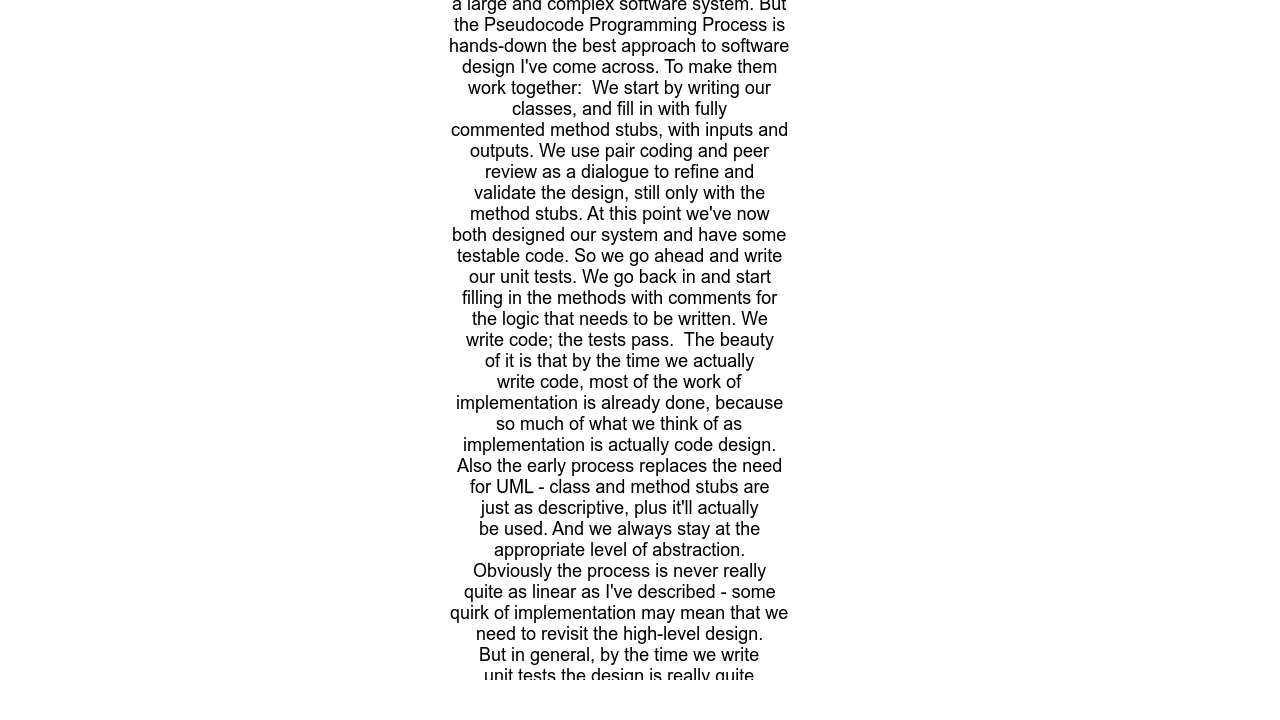 a large and complex software system. But
the Pseudocode Programming Process is
hands-down the best approach to software
design I've come across. To make them
work together:  We start by writing our
classes, and fill in with fully
commented method stubs, with inputs and
outputs. We use pair coding and peer
review as a dialogue to refine and
validate the design, still only with the
method stubs. At this point we've now
both designed our system and have some
testable code. So we go ahead and write
our unit tests. We go back in and start
filling in the methods with comments for
the logic that needs to be written. We
write code; the tests pass.  The beauty
of it is that by the time we actually
write code, most of the work of
implementation is already done, because
so much of what we think of as
implementation is actually code design.
Also the early process replaces the need
for UML - class and method stubs are
just as descriptive, plus it'll actually
be used. And we always stay at the
appropriate level of abstraction.
Obviously the process is never really
quite as linear as I've described - some
quirk of implementation may mean that we
need to revisit the high-level design.
But in general, by the time we write
unit tests the design is really quite